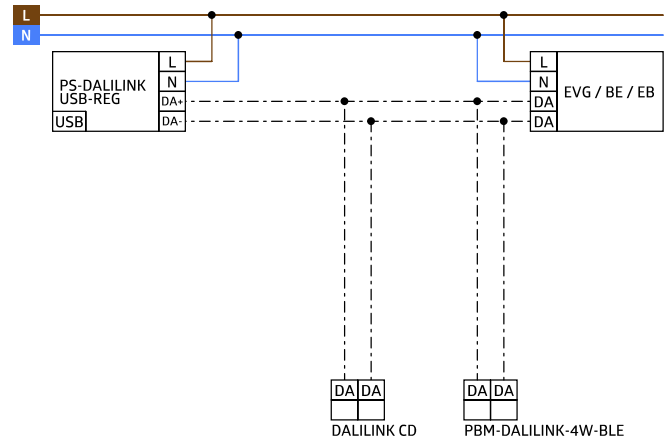 L
N
PS-DALILINK
USB-REG
USB
L
N
DA+
DA-
L
N
DA
DA
EVG / BE / EB
DA DA
DALILINK CD
DA DA
PBM-DALILINK-4W-BLE